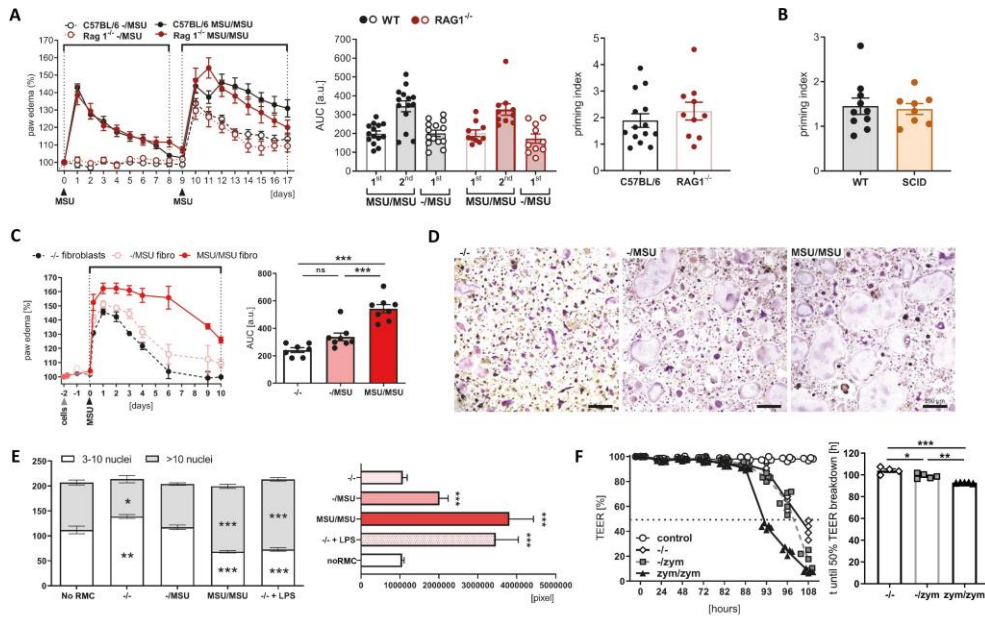 A
C57BL/6 -/MSU
C57BL/6 MSU/MSU
Rag 1-/- -/MSU
Rag 1-/- MSU/MSU
paw edema (%)
160
150
140
130
120
110
100
0 1 2 3 4 5 6 7 8 9 10 11 12 13 14 15 16 17
MSU
MSU
[days]
WT
RAG1-/-
AUC [a.u.]
700
600
500
400
300
200
100
0
1st 2nd 1st 1st 2nd 1st
MSU/MSU -/MSU MSU/MSU -/MSU
priming index
6
4
2
0
C57BL/6 RAG1-/-
B
priming index
4
3
2
1
0
WT SCID
C
-/- fibroblasts
-/MSU fibro
MSU/MSU fibro
paw edema (%)
160
150
140
130
120
110
100
-2 -1 0 1 2 3 4 5 6 7 8 9 10
cells
MSU
[days]
AUC [a.u.]
800
600
400
200
0
***
ns
***
-/- -/MSU MSU/MSU
D
-/-
-/MSU
MSU/MSU
E
3-10 nuclei
>10 nuclei
250
200
150
100
50
0
*
**
***
***
***
***
No RMC -/- -/MSU MSU/MSU -/- + LPS
-/-
-/MSU
MSU/MSU
-/- + LPS
noRMC
***
***
***
0 1000000 2000000 3000000 4000000 5000000
[pixel]
F
TEER [%]
100
80
60
40
20
0
control
-/-
-/zym
zym/zym
0 24 48 72 88 93 96 100 108
[hours]
t until 50% TEER breakdown [h]
120
100
80
60
40
20
0
***
*
**
-/- -/zym zym/zym